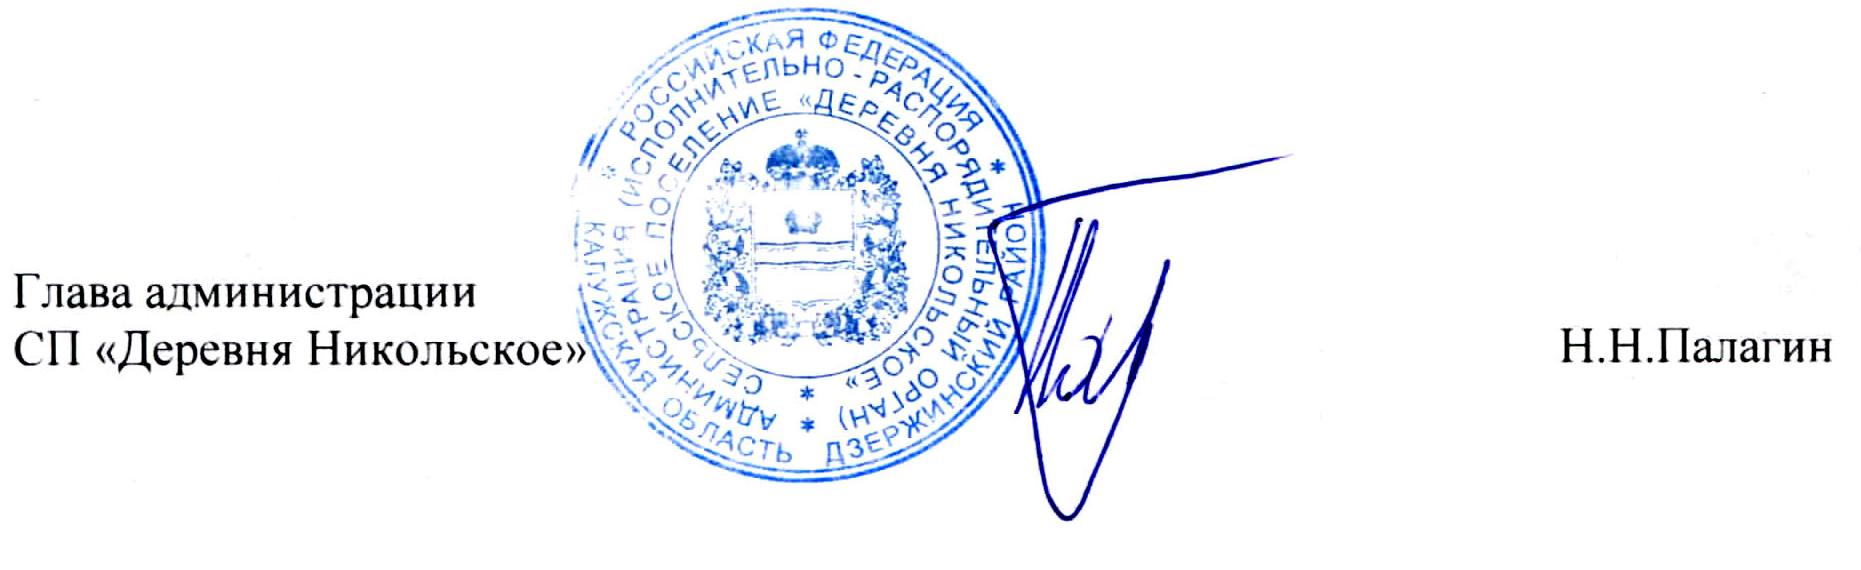 Глава администрации
СП «Деревня Никольское»
Н.Н.Палагин
* РОССИЙСКАЯ ФЕДЕРАЦИЯ *
КАЛУЖСКАЯ ОБЛАСТЬ ДЗЕРЖИНСКИЙ РАЙОН
АДМИНИСТРАЦИЯ (ИСПОЛНИТЕЛЬНО-РАСПОРЯДИТЕЛЬНЫЙ ОРГАН) *
СЕЛЬСКОЕ ПОСЕЛЕНИЕ «ДЕРЕВНЯ НИКОЛЬСКОЕ» *